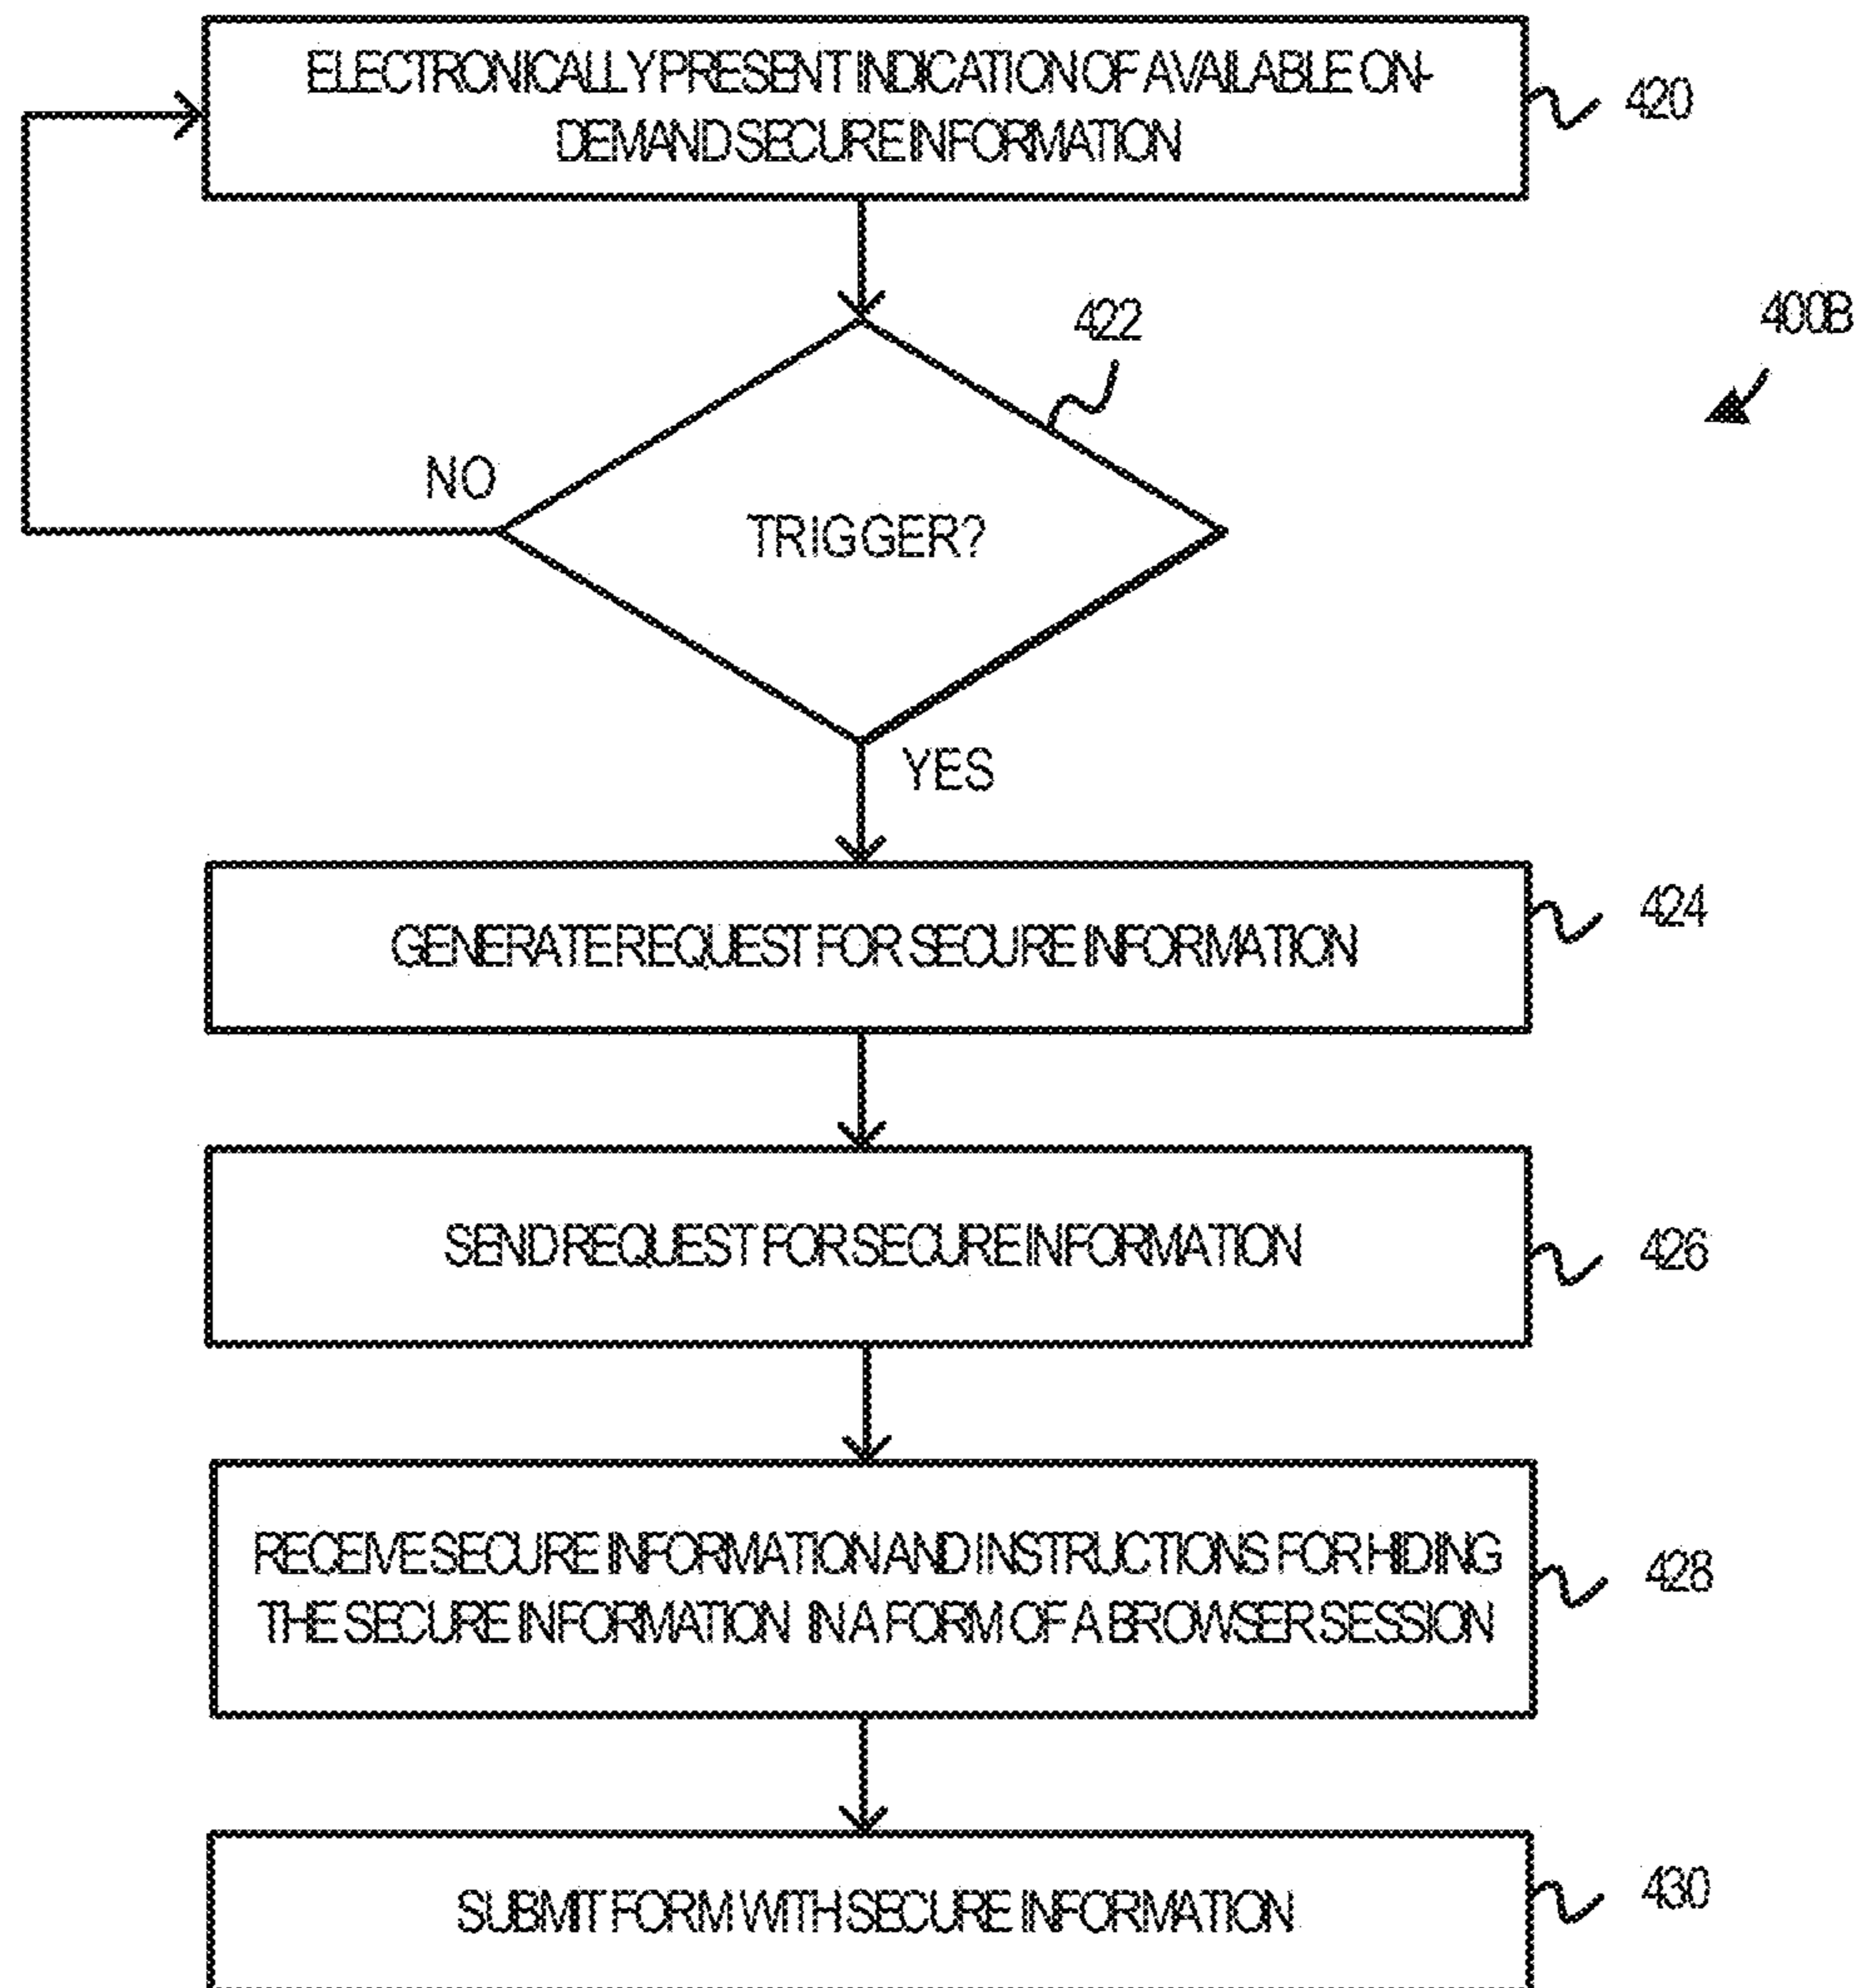 ELECTRONICALLY PRESENT INDICATION OF AVAILABLE ON-
DEMAND SECURE INFORMATION
420
422
400B
NO
TRIGGER?
YES
GENERATE REQUEST FOR SECURE INFORMATION
424
SEND REQUEST FOR SECURE INFORMATION
426
RECEIVE SECURE INFORMATION AND INSTRUCTIONS FOR HIDING
THE SECURE INFORMATION IN A FORM OF A BROWSER SESSION
428
SUBMIT FORM WITH SECURE INFORMATION
430